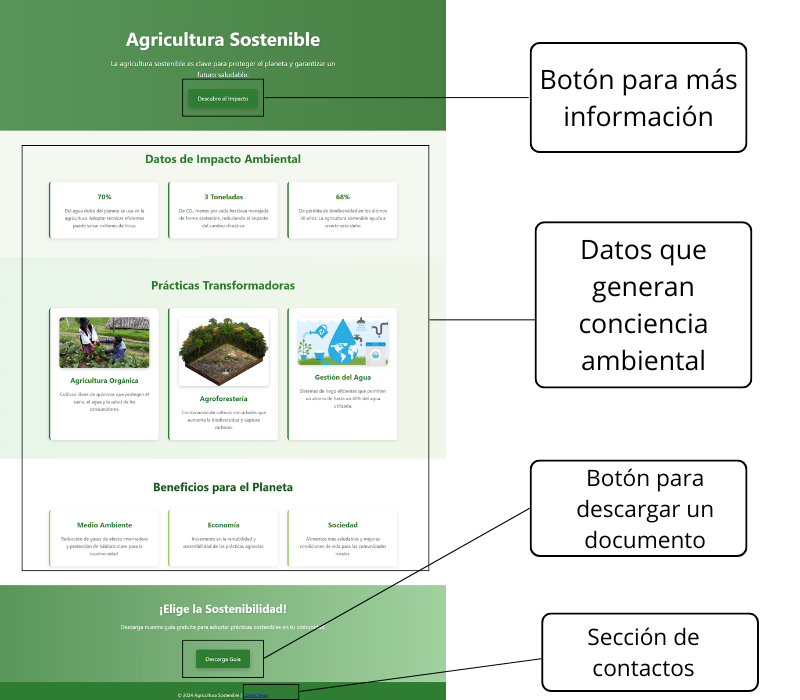 Agricultura Sostenible
La agricultura sostenible es clave para proteger el planeta y garantizar un
futuro saludable.
Descubre el Impacto
Botón para más
información
Datos de Impacto Ambiental
70%
Del agua dulce del planeta se usa en la
agricultura. Adoptar técnicas eficientes
puede salvar millones de litros.
3 Toneladas
De CO₂ menos por cada hectárea manejada
de forma sostenible, reduciendo el impacto
del cambio climático.
68%
De pérdida de biodiversidad en los últimos
50 años. La agricultura sostenible ayuda a
revertir este daño.
Datos que
generan
conciencia
ambiental
Prácticas Transformadoras
Agricultura Orgánica
Cultivos libres de químicos que protegen el
suelo, el agua y la salud de los
consumidores.
Agroforestería
Combinación de cultivos con árboles que
aumenta la biodiversidad y captura
carbono.
Gestión del Agua
Sistemas de riego eficientes que permiten
un ahorro de hasta un 60% del agua
utilizada.
Beneficios para el Planeta
Medio Ambiente
Reducción de gases de efecto invernadero
y protección de hábitats clave para la
biodiversidad.
Economía
Incremento en la rentabilidad y
sostenibilidad de las prácticas agrícolas.
Sociedad
Alimentos más saludables y mejores
condiciones de vida para las comunidades
rurales.
Botón para
descargar un
documento
¡Elige la Sostenibilidad!
Descarga nuestra guía gratuita para adoptar prácticas sostenibles en tu comunidad.
Descarga Guía
Sección de
contactos
© 2024 Agricultura Sostenible |